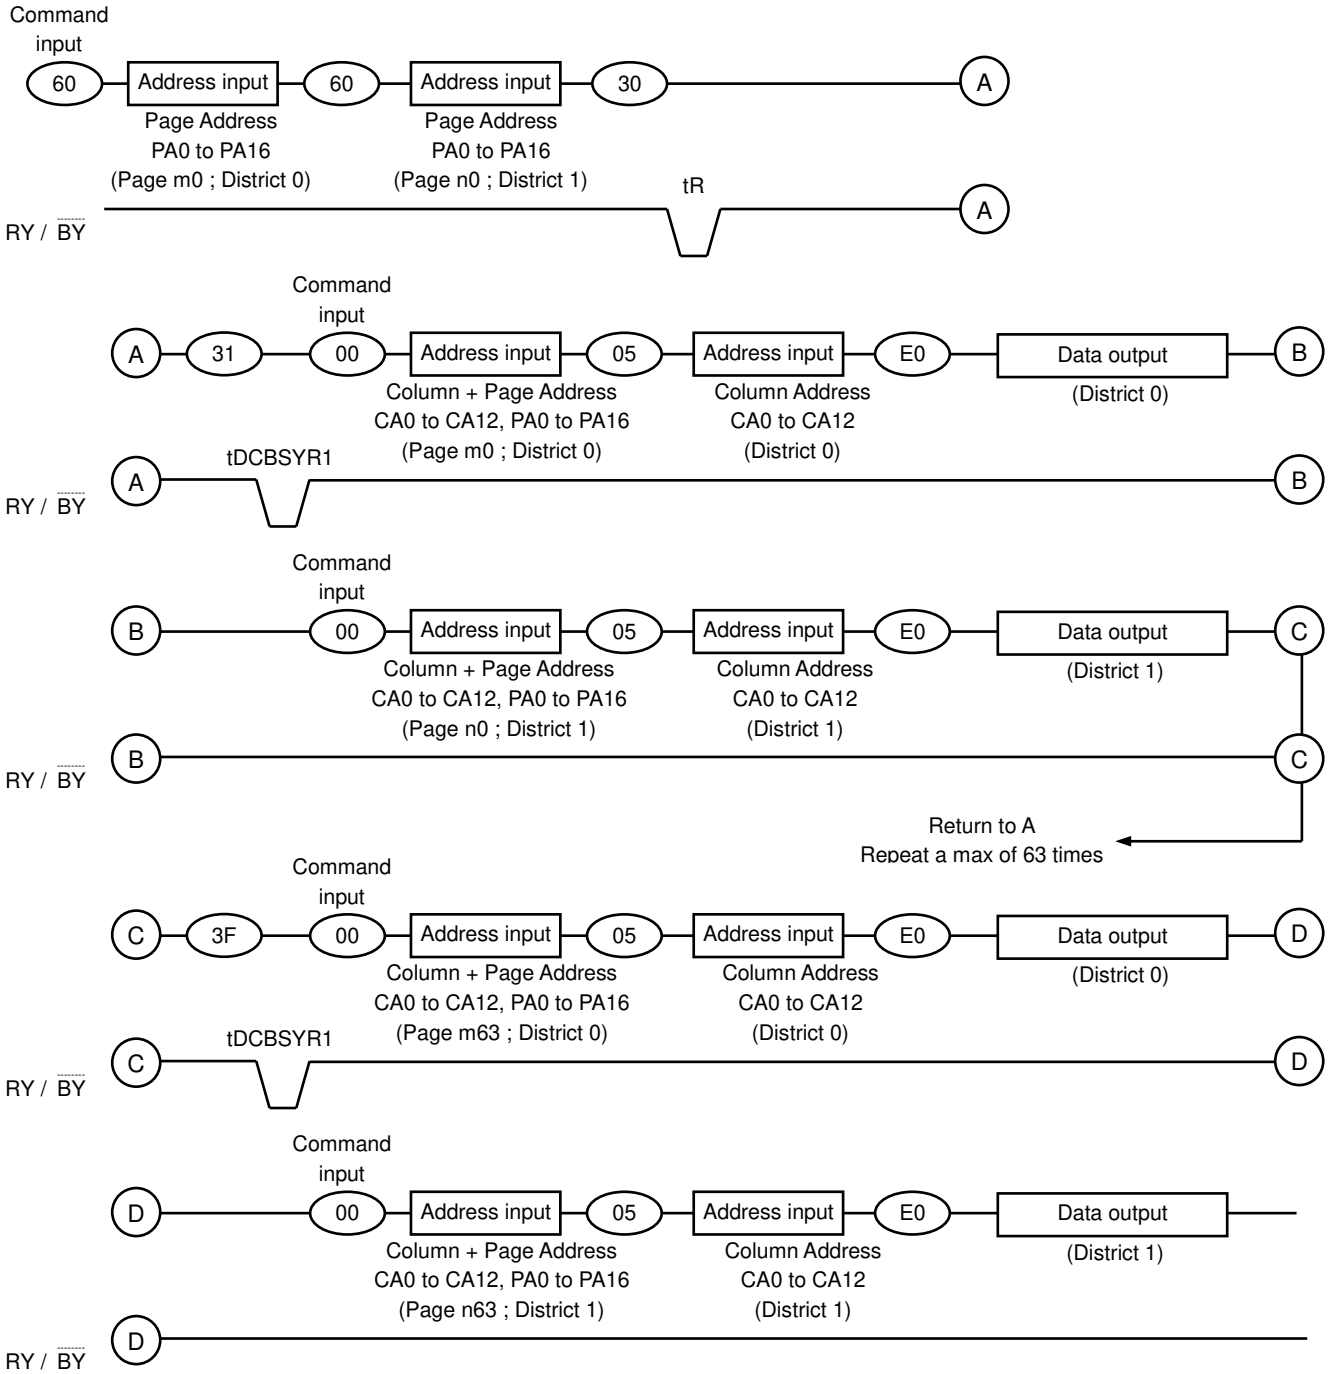 Command
input
60 Address input 60 Address input 30 A
Page Address Page Address
PA0 to PA16 PA0 to PA16
(Page m0 ; District 0) (Page n0 ; District 1)
tR
A
RY / BY
Command
input
A 31 00 Address input 05 Address input E0 Data output B
Column + Page Address Column Address (District 0)
CA0 to CA12, PA0 to PA16 CA0 to CA12
(Page m0 ; District 0) (District 0)
tDCBSYR1
A B
RY / BY
Command
input
B 00 Address input 05 Address input E0 Data output C
Column + Page Address Column Address (District 1)
CA0 to CA12, PA0 to PA16 CA0 to CA12
(Page n0 ; District 1) (District 1)
B C
RY / BY
Return to A
Repeat a max of 63 times
Command
input
C 3F 00 Address input 05 Address input E0 Data output D
Column + Page Address Column Address (District 0)
CA0 to CA12, PA0 to PA16 CA0 to CA12
(Page m63 ; District 0) (District 0)
tDCBSYR1
C D
RY / BY
Command
input
D 00 Address input 05 Address input E0 Data output
Column + Page Address Column Address (District 1)
CA0 to CA12, PA0 to PA16 CA0 to CA12
(Page n63 ; District 1) (District 1)
D
RY / BY